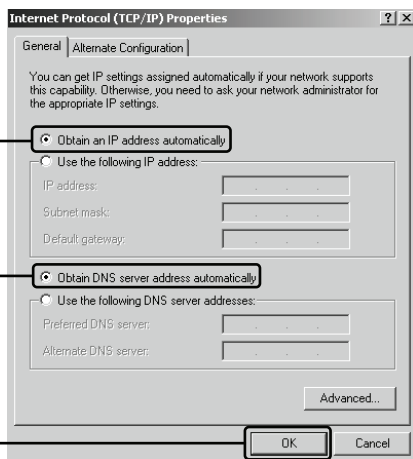 Internet Protocol (TCP/IP) Properties
General
Alternate Configuration
You can get IP settings assigned automatically if your network supports
this capability. Otherwise, you need to ask your network administrator for
the appropriate IP settings.
Obtain an IP address automatically
Use the following IP address:
IP address:
Subnet mask:
Default gateway:
Obtain DNS server address automatically
Use the following DNS server addresses:
Preferred DNS server:
Alternate DNS server:
Advanced...
OK
Cancel